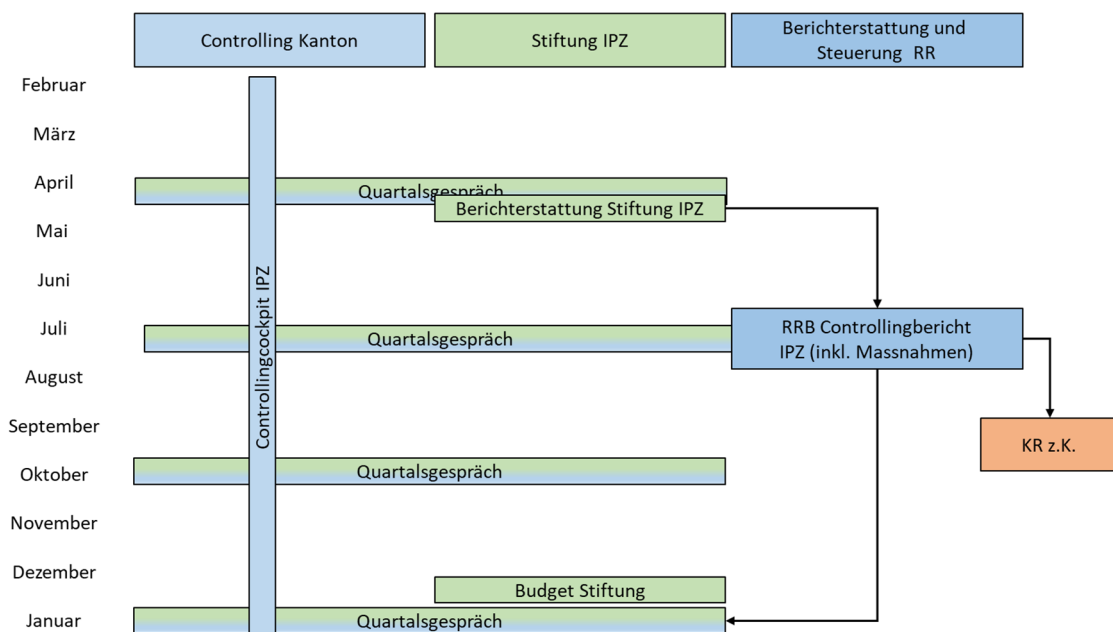 Controlling Kanton
Stiftung IPZ
Berichterstattung und
Steuerung RR
Februar
März
April
Quartalsgespräch
Berichterstattung Stiftung IPZ
Mai
Juni
Controllingcockpit IPZ
Juli
Quartalsgespräch
RRB Controllingbericht
IPZ (inkl. Massnahmen)
August
September
KR z.K.
Oktober
Quartalsgespräch
November
Dezember
Budget Stiftung
Januar
Quartalsgespräch